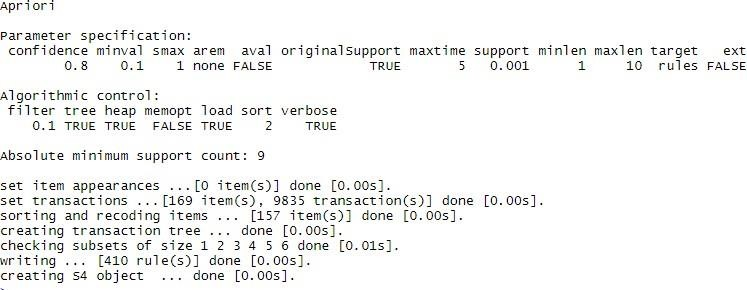 Apriori
Parameter specification:
confidence minval smax arem aval originalSupport maxtime support minlen maxlen target ext
0.8 0.1 1 none FALSE TRUE 5 0.001 1 10 rules FALSE
Algorithmic control:
filter tree heap memopt load sort verbose
0.1 TRUE TRUE FALSE TRUE 2 TRUE
Absolute minimum support count: 9
set item appearances ...[0 item(s)] done [0.00s].
set transactions ...[169 item(s), 9835 transaction(s)] done [0.00s].
sorting and recoding items ... [157 item(s)] done [0.00s].
creating transaction tree ... done [0.00s].
checking subsets of size 1 2 3 4 5 6 done [0.01s].
writing ... [410 rule(s)] done [0.00s].
creating S4 object ... done [0.00s].